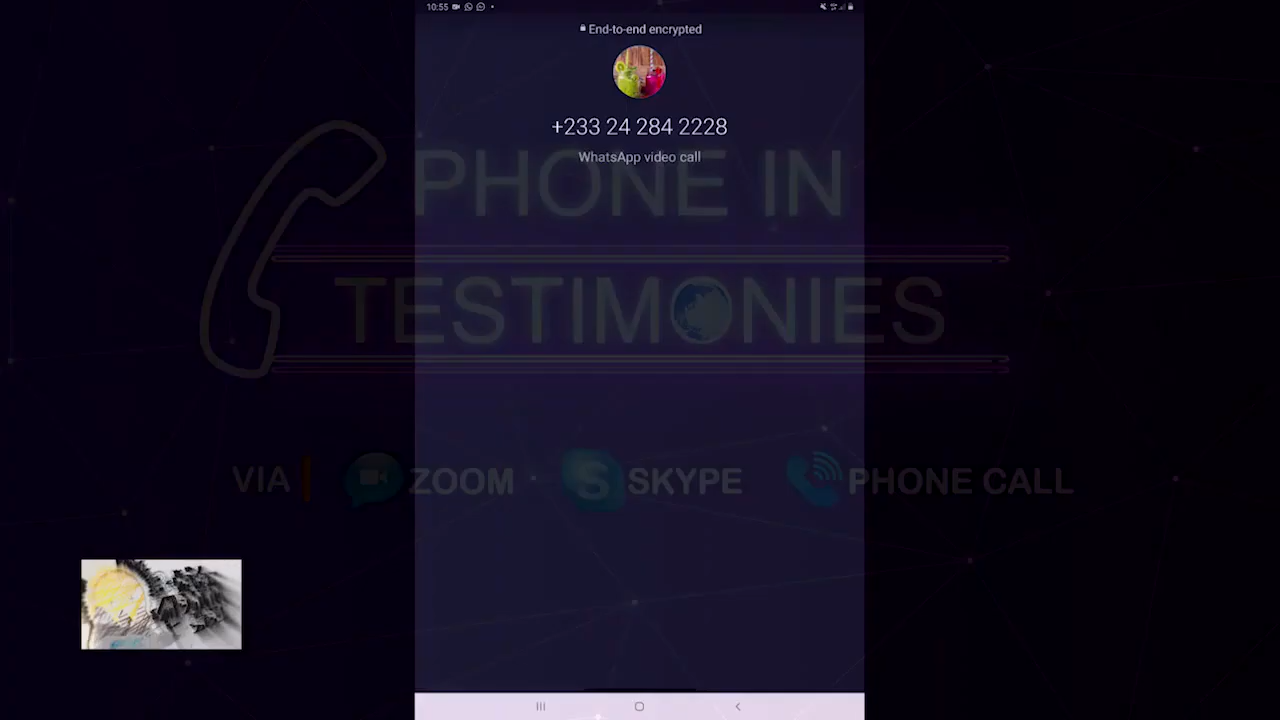 10:55
End-to-end encrypted
+233 24 284 2228
WhatsApp video call
PHONE IN
TESTIMONIES
VIA ZOOM SKYPE PHONE CALL